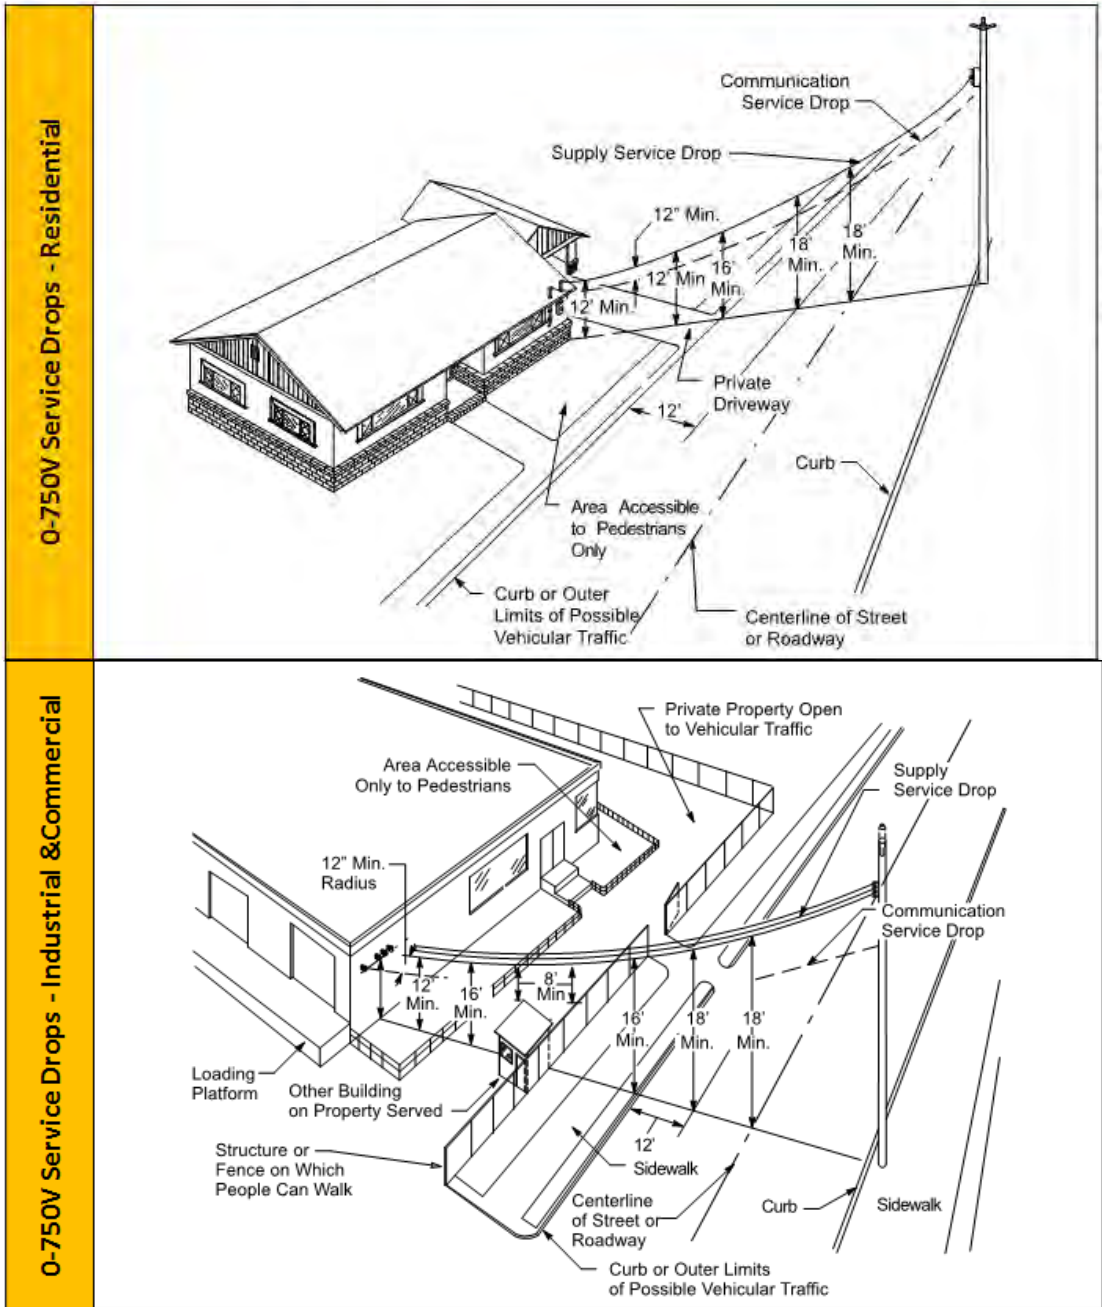 0-750V Service Drops - Residential
Communication
Service Drop
Supply Service Drop
12" Min.
18'
Min.
18'
Min.
16'
Min.
12' Min
12' Min.
Private
Driveway
12'
Curb
Area Accessible
to Pedestrians
Only
Curb or Outer
Limits of Possible
Vehicular Traffic
Centerline of Street
or Roadway
0-750V Service Drops - Industrial &Commercial
Private Property Open
to Vehicular Traffic
Area Accessible
Only to Pedestrians
Supply
Service Drop
12" Min.
Radius
Communication
Service Drop
12'
Min.
16'
Min.
8'
Min
16'
Min.
18'
Min.
18'
Min.
Loading
Platform
Other Building
on Property Served
12'
Structure or
Fence on Which
People Can Walk
Sidewalk
Centerline
of Street or
Roadway
Curb
Sidewalk
Curb or Outer Limits
of Possible Vehicular Traffic